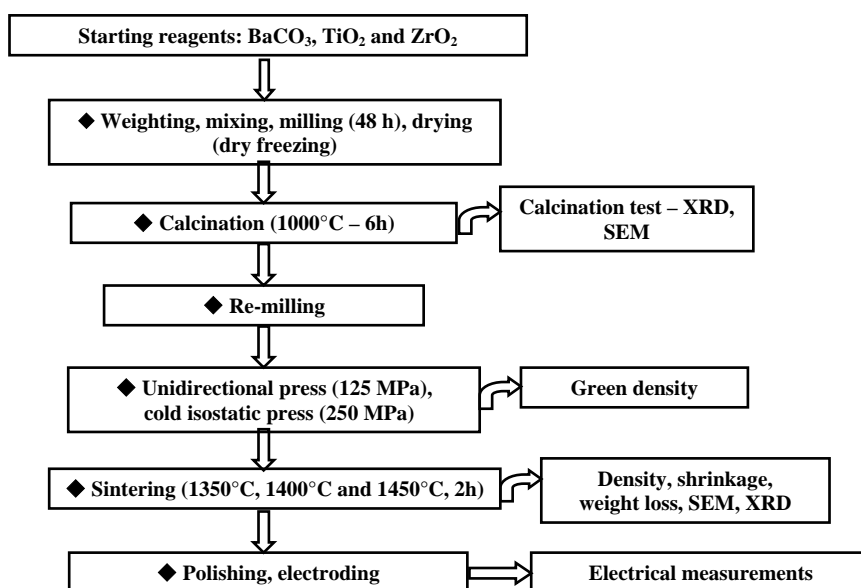 Starting reagents: BaCO₃, TiO₂ and ZrO₂
◆ Weighting, mixing, milling (48 h), drying
(dry freezing)
◆ Calcination (1000°C – 6h)
Calcination test – XRD,
SEM
◆ Re-milling
◆ Unidirectional press (125 MPa),
cold isostatic press (250 MPa)
Green density
◆ Sintering (1350°C, 1400°C and 1450°C, 2h)
Density, shrinkage,
weight loss, SEM, XRD
◆ Polishing, electroding
Electrical measurements